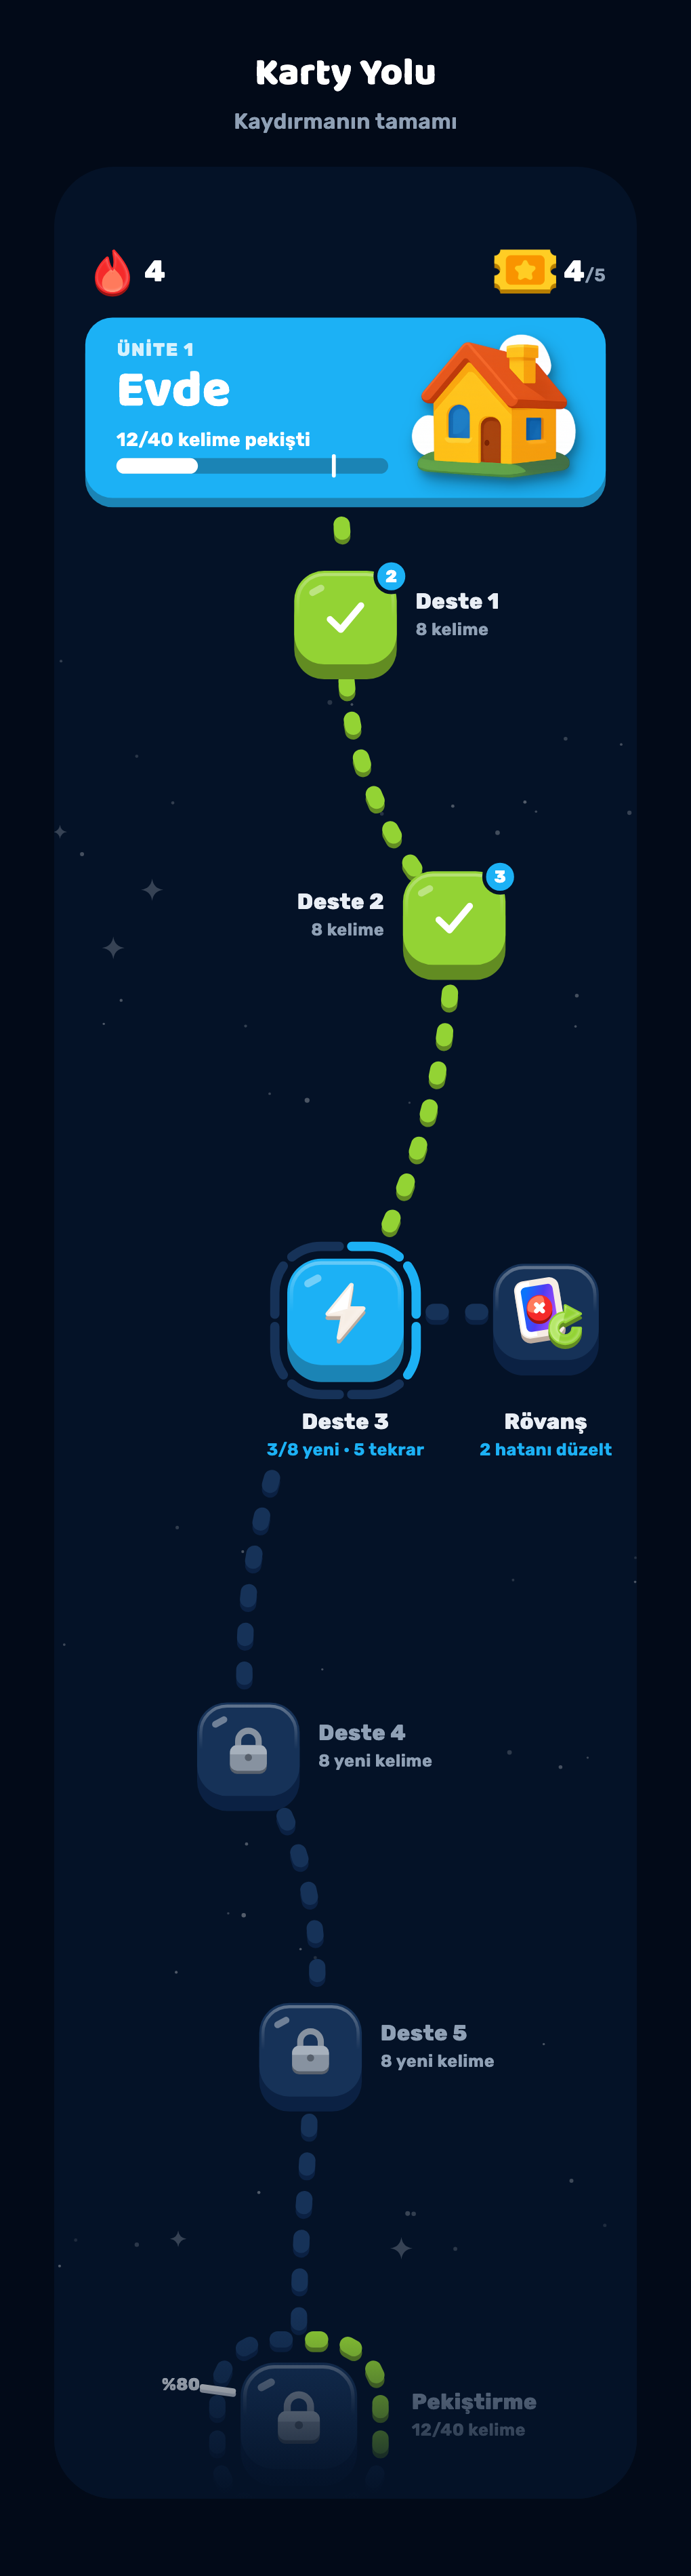 Karty Yolu
Kaydırmanın tamamı
4
4/5
ÜNİTE 1
Evde
12/40 kelime pekişti
2
Deste 1
8 kelime
3
Deste 2
8 kelime
Deste 3
3/8 yeni • 5 tekrar
Rövanş
2 hatanı düzelt
Deste 4
8 yeni kelime
Deste 5
8 yeni kelime
%80
Pekiştirme
12/40 kelime